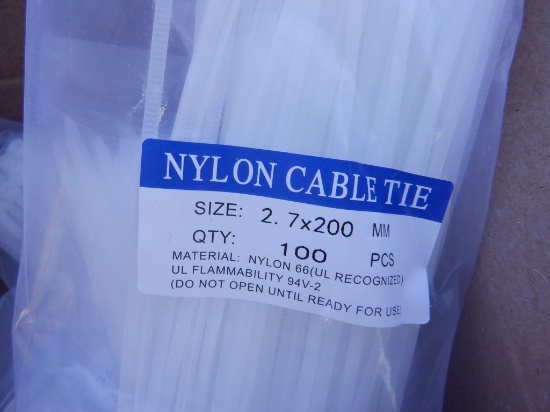 NYLON CABLE TIE
SIZE: 2.7x200 MM
QTY: 100 PCS
MATERIAL: NYLON 66(UL RECOGNIZED)
UL FLAMMABILITY 94V-2
(DO NOT OPEN UNTIL READY FOR USE)